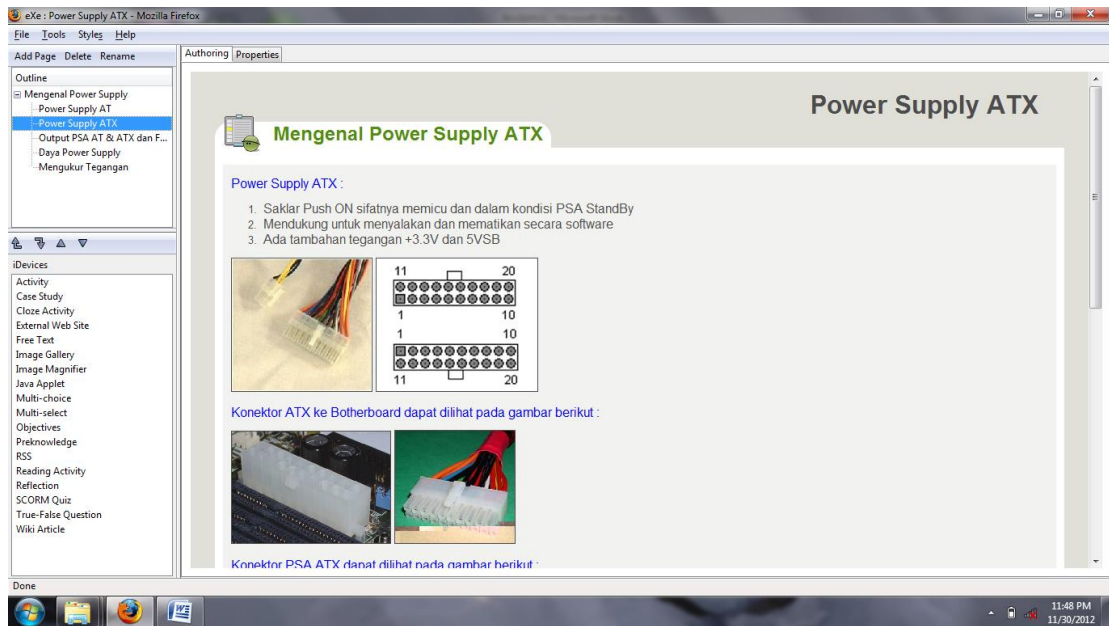 eXe : Power Supply ATX - Mozilla Firefox
File Tools Styles Help
Add Page Delete Rename
Authoring Properties
Outline
Mengenal Power Supply
Power Supply AT
Power Supply ATX
Output PSA AT & ATX dan F...
Daya Power Supply
Mengukur Tegangan
iDevices
Activity
Case Study
Cloze Activity
External Web Site
Free Text
Image Gallery
Image Magnifier
Java Applet
Multi-choice
Multi-select
Objectives
Preknowledge
RSS
Reading Activity
Reflection
SCORM Quiz
True-False Question
Wiki Article
Power Supply ATX
Mengenal Power Supply ATX
Power Supply ATX :
1. Saklar Push ON sifatnya memicu dan dalam kondisi PSA StandBy
2. Mendukung untuk menyalakan dan mematikan secara software
3. Ada tambahan tegangan +3.3V dan 5VSB
11 20
1 10
1 10
11 20
Konektor ATX ke Botherboard dapat dilihat pada gambar berikut :
Konektor PSA ATX dapat dilihat pada gambar berikut :
Done
11:48 PM
11/30/2012